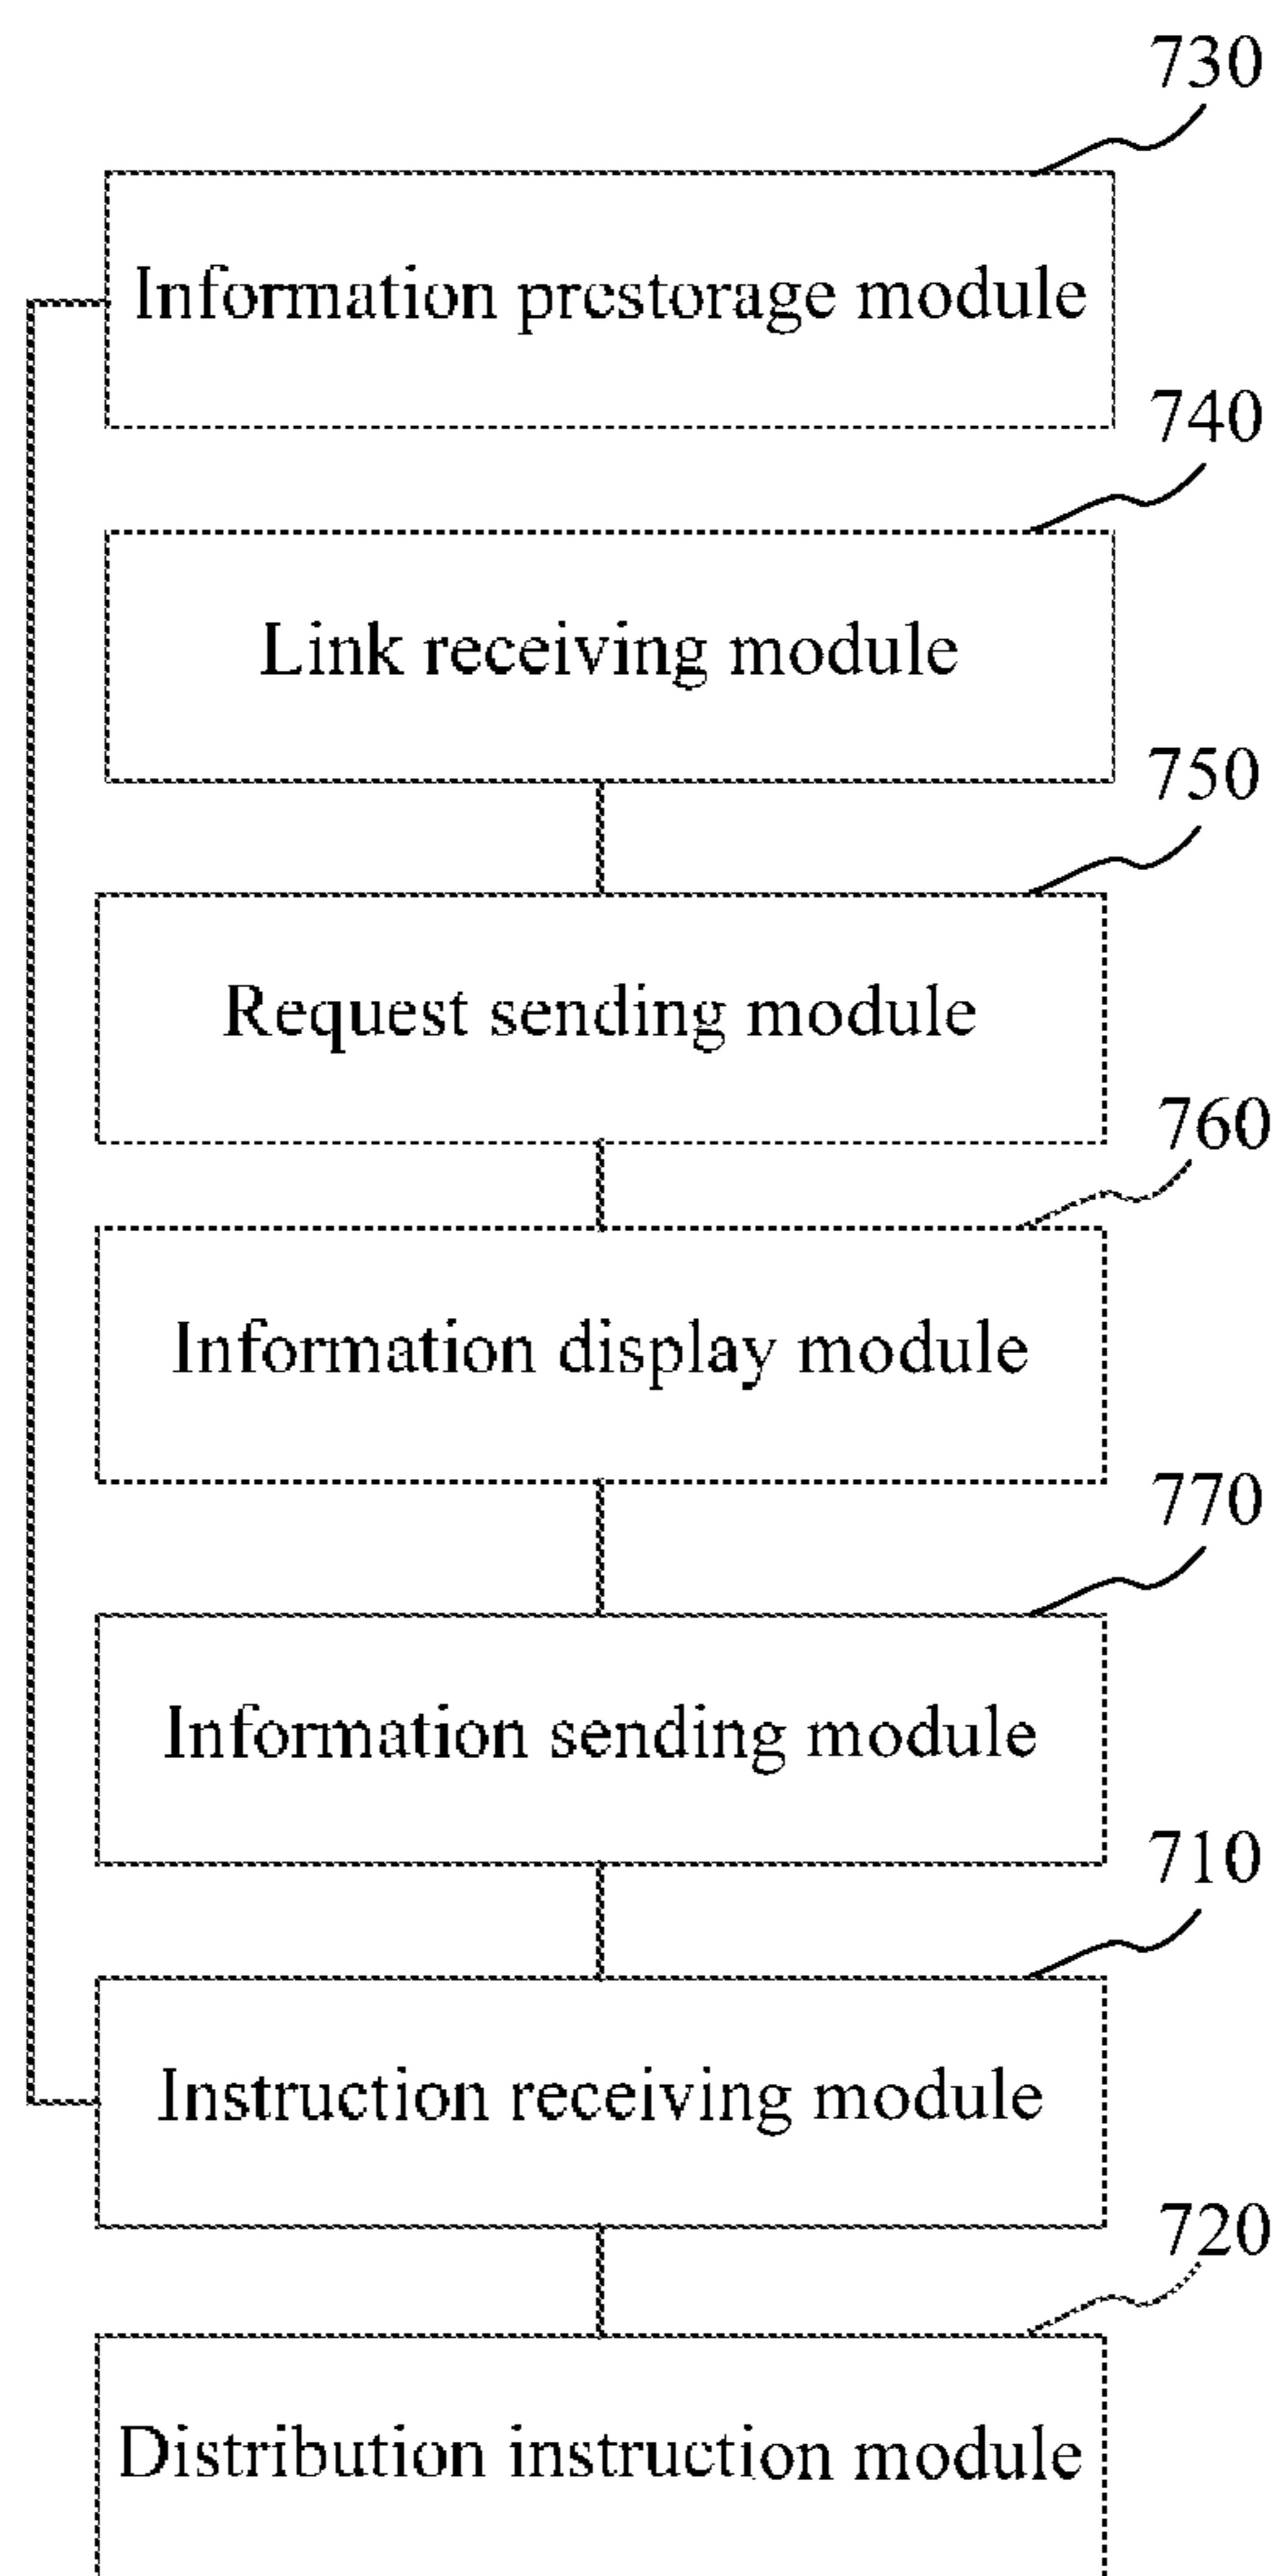 730
Information prestorage module
740
Link receiving module
750
Request sending module
760
Information display module
770
Information sending module
710
Instruction receiving module
720
Distribution instruction module